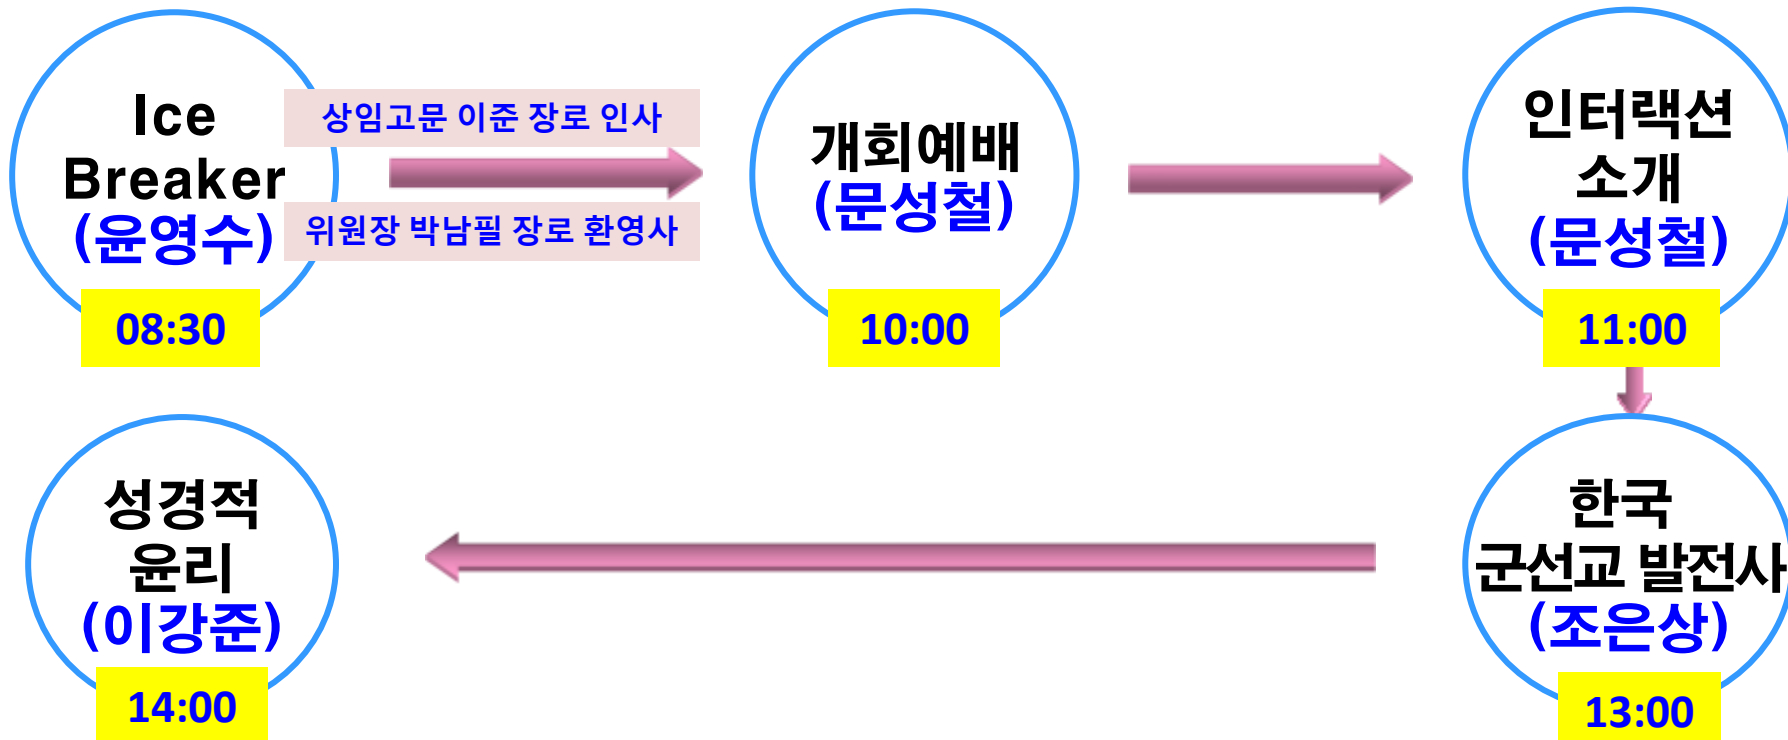 Ice
Breaker
(윤영수)
08:30
상임고문 이준 장로 인사
위원장 박남필 장로 환영사
개회예배
(문성철)
10:00
인터랙션
소개
(문성철)
11:00
한국
군선교 발전사
(조은상)
13:00
성경적
윤리
(이강준)
14:00